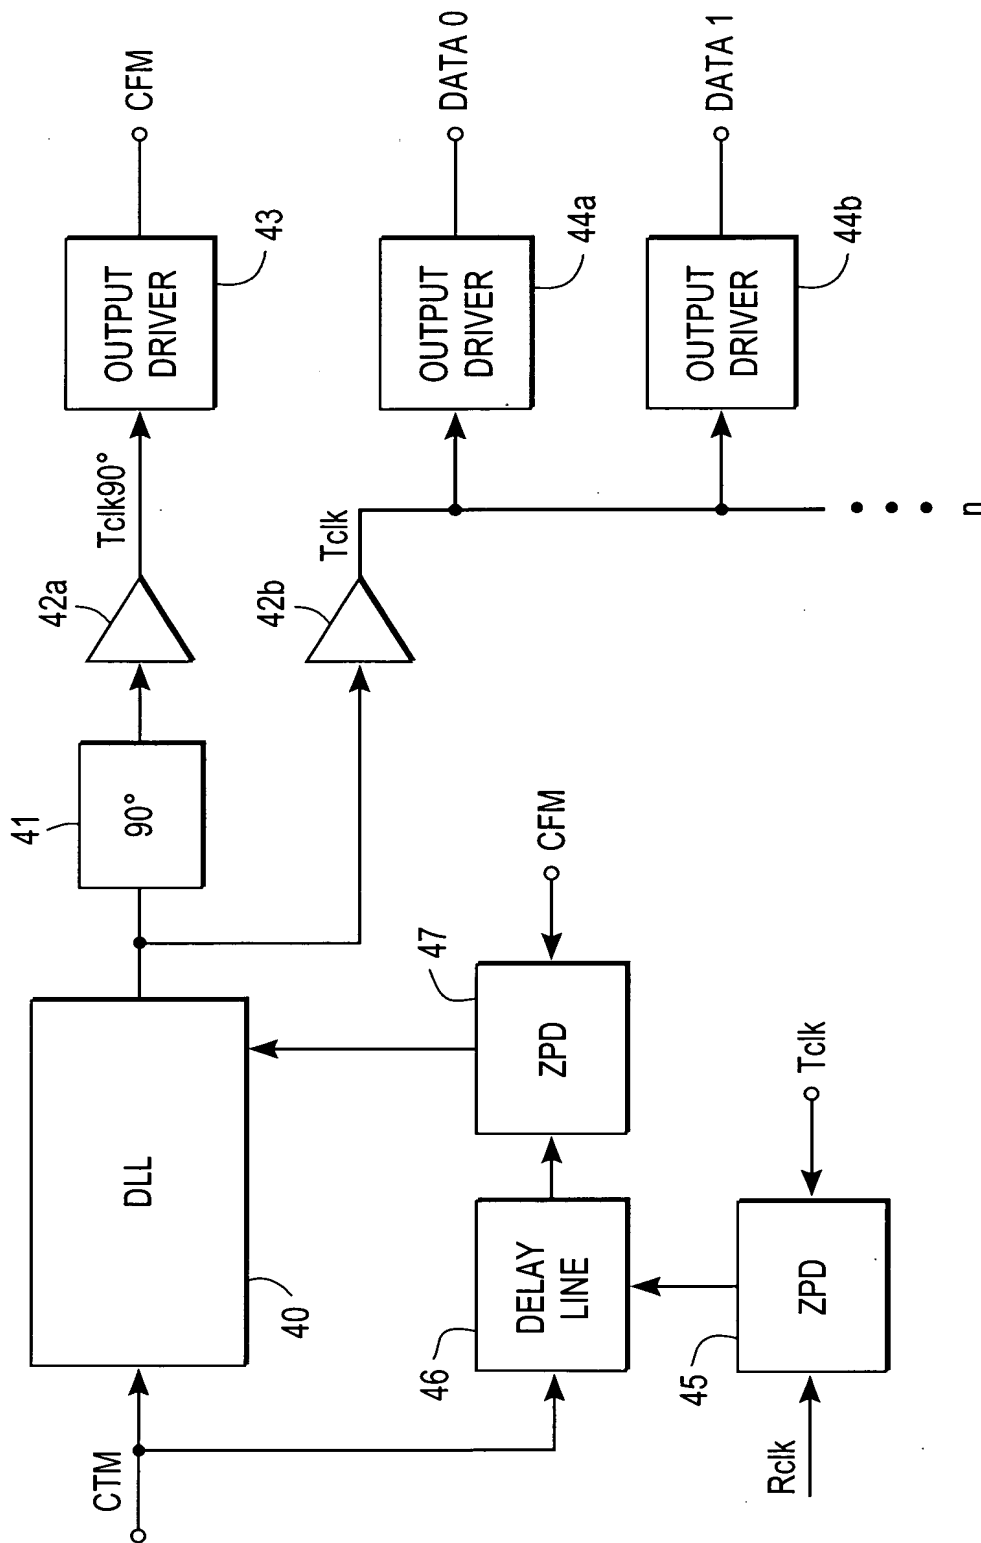 CTM
DLL
40
41
90°
42a
Tclk90°
OUTPUT
DRIVER
43
CFM
42b
Tclk
OUTPUT
DRIVER
44a
DATA 0
OUTPUT
DRIVER
44b
DATA 1
n
46
DELAY
LINE
47
ZPD
CFM
Rclk
45
ZPD
Tclk